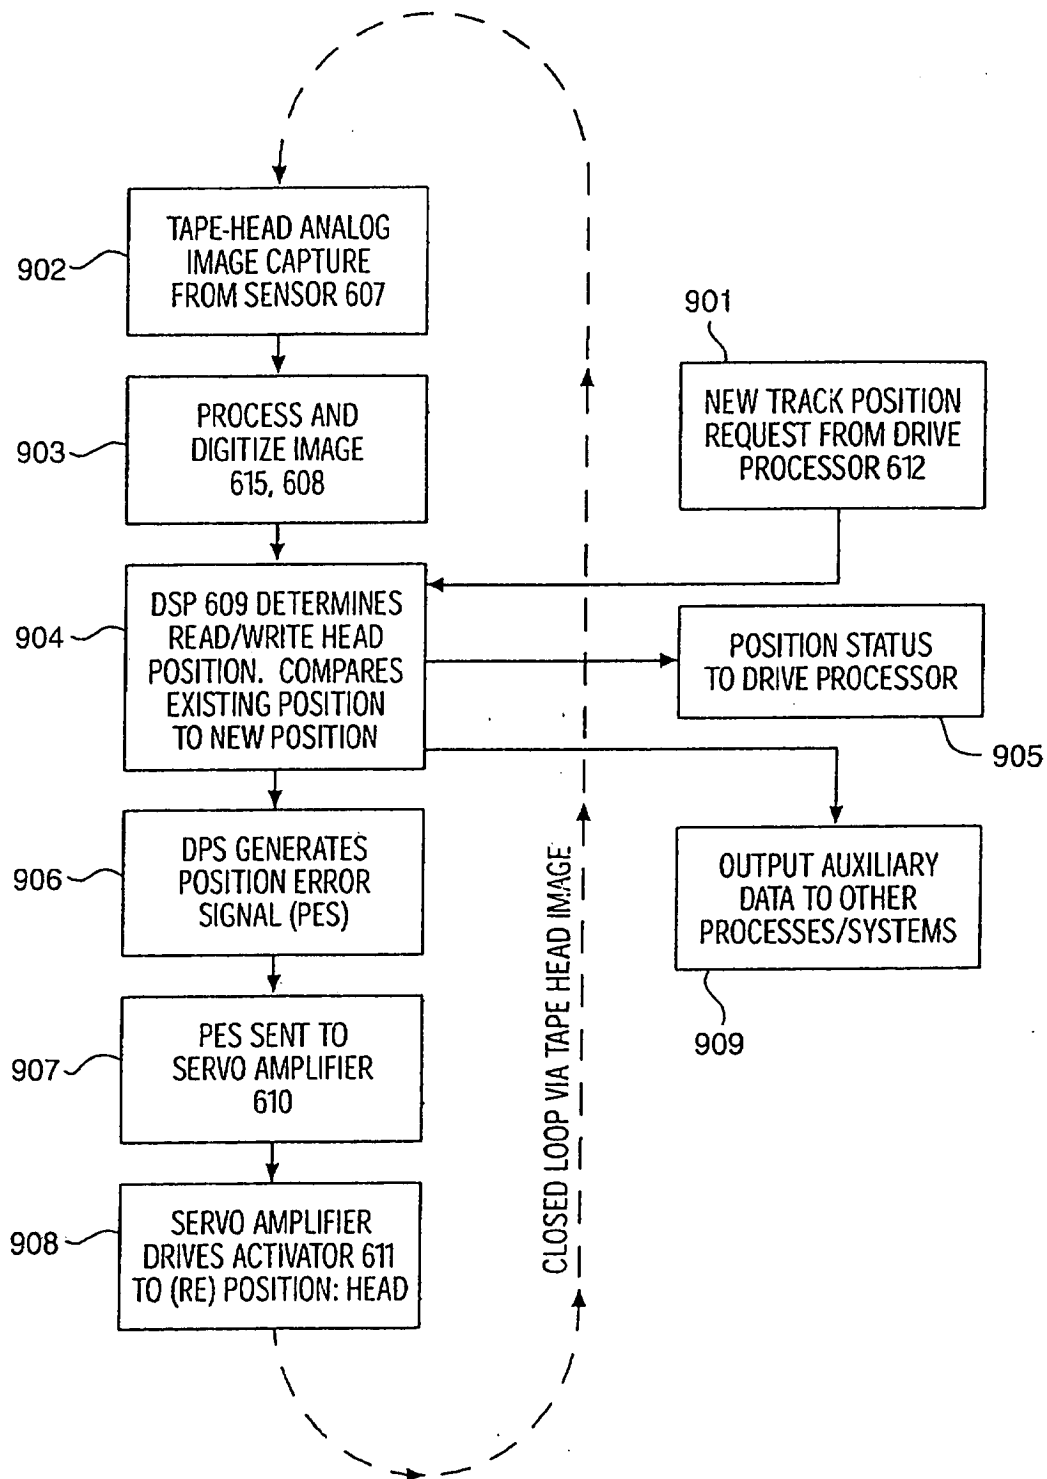 902
TAPE-HEAD ANALOG
IMAGE CAPTURE
FROM SENSOR 607
903
PROCESS AND
DIGITIZE IMAGE
615, 608
901
NEW TRACK POSITION
REQUEST FROM DRIVE
PROCESSOR 612
904
DSP 609 DETERMINES
READ/WRITE HEAD
POSITION. COMPARES
EXISTING POSITION
TO NEW POSITION
POSITION STATUS
TO DRIVE PROCESSOR
905
906
DPS GENERATES
POSITION ERROR
SIGNAL (PES)
OUTPUT AUXILIARY
DATA TO OTHER
PROCESSES/SYSTEMS
909
907
PES SENT TO
SERVO AMPLIFIER
610
908
SERVO AMPLIFIER
DRIVES ACTIVATOR 611
TO (RE) POSITION: HEAD
CLOSED LOOP VIA TAPE HEAD IMAGE